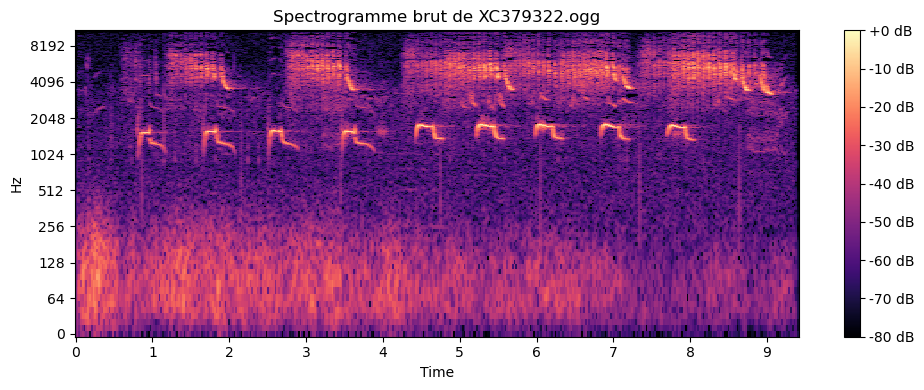 Spectrogramme brut de XC379322.ogg
8192
4096
2048
1024
512
256
128
64
0
Hz
0 1 2 3 4 5 6 7 8 9
Time
+0 dB
-10 dB
-20 dB
-30 dB
-40 dB
-50 dB
-60 dB
-70 dB
-80 dB